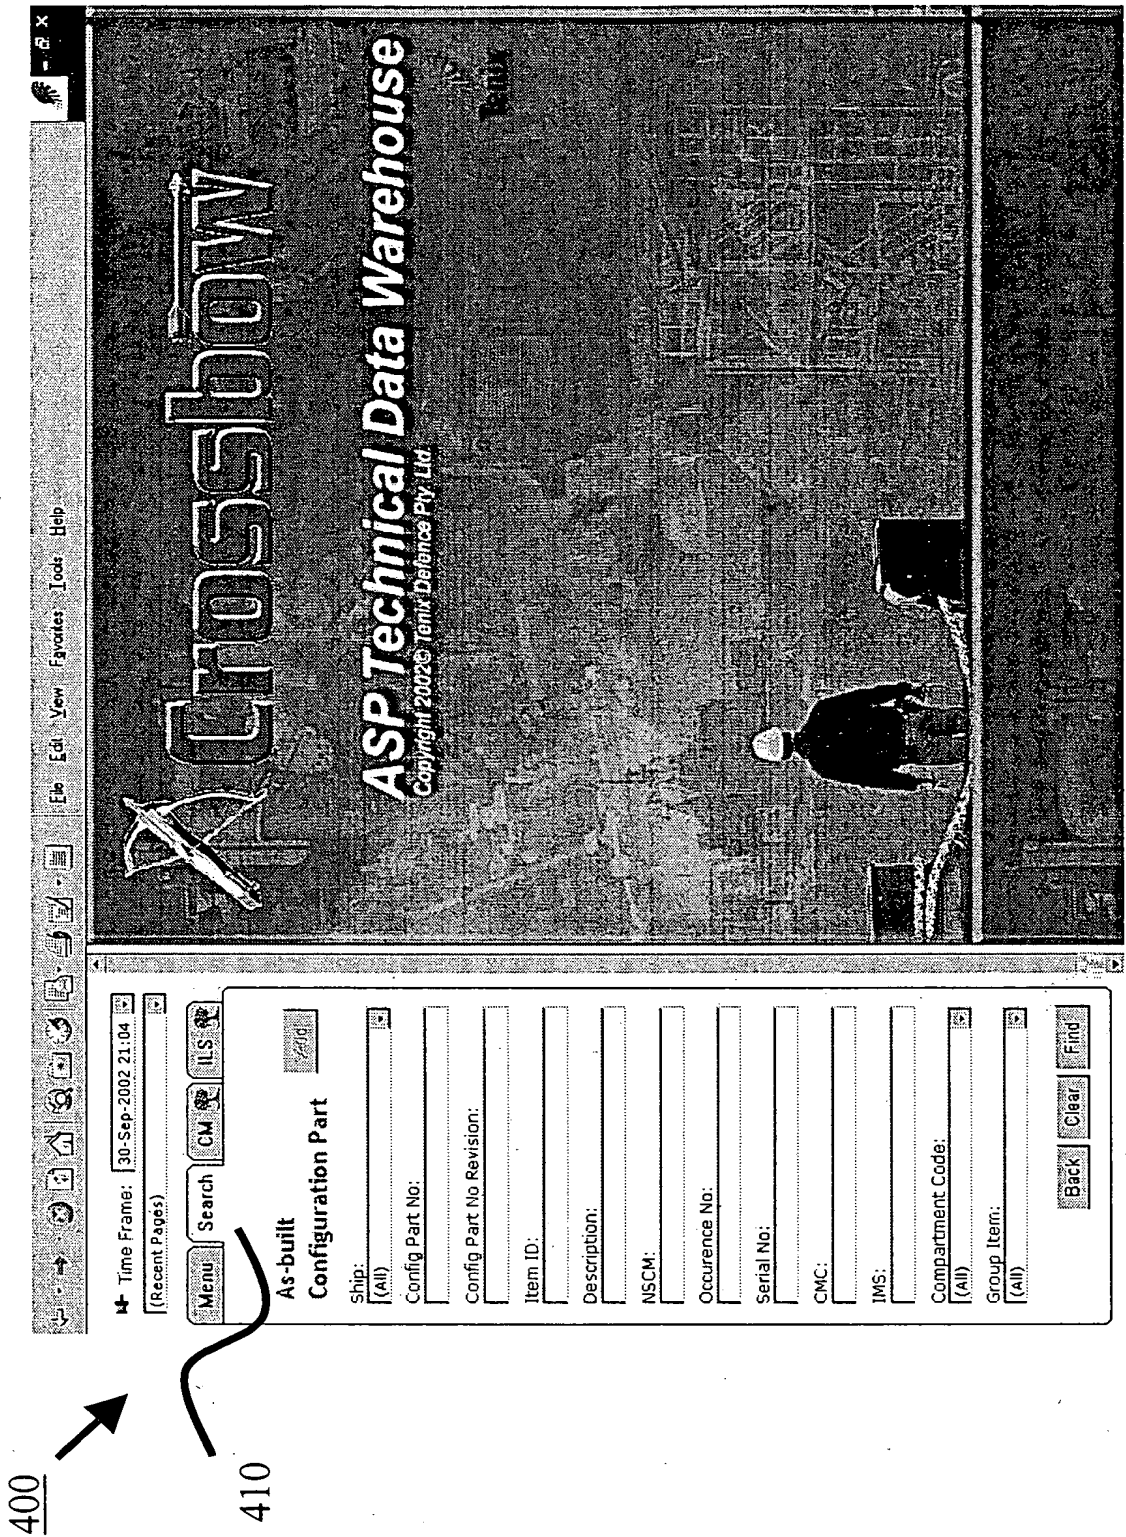 400
410
File Edit View Favorites Tools Help
Time Frame: 30-Sep-2002 21:04
(Recent Pages)
Menu Search CM ILS
As-built
Configuration Part
Ship:
(All)
Config Part No:
Config Part No Revision:
Item ID:
Description:
NSCM:
Occurence No:
Serial No:
CMC:
IMS:
Compartment Code:
(All)
Group Item:
(All)
Back Clear Find
Crossbow
ASP Technical Data Warehouse
Copyright 2002© Tenix Defence Pty. Ltd.
Tenix